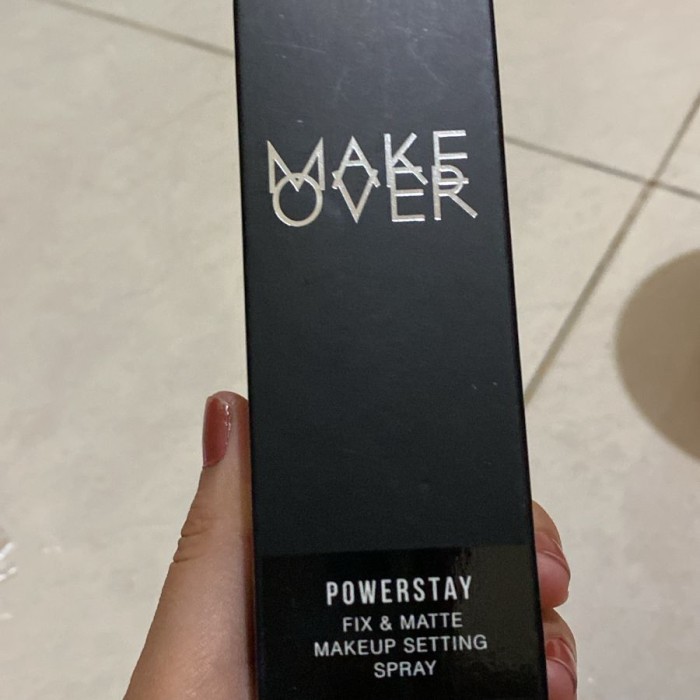 MAKE
OVER
POWERSTAY
FIX & MATTE
MAKEUP SETTING
SPRAY